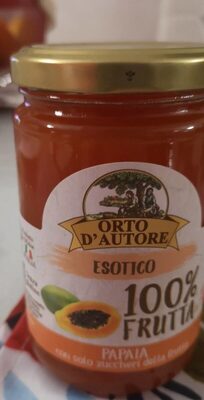 ORTO
D'AUTORE
ESOTICO
100%
FRUTTA
PAPAIA
con solo zuccheri della frutta